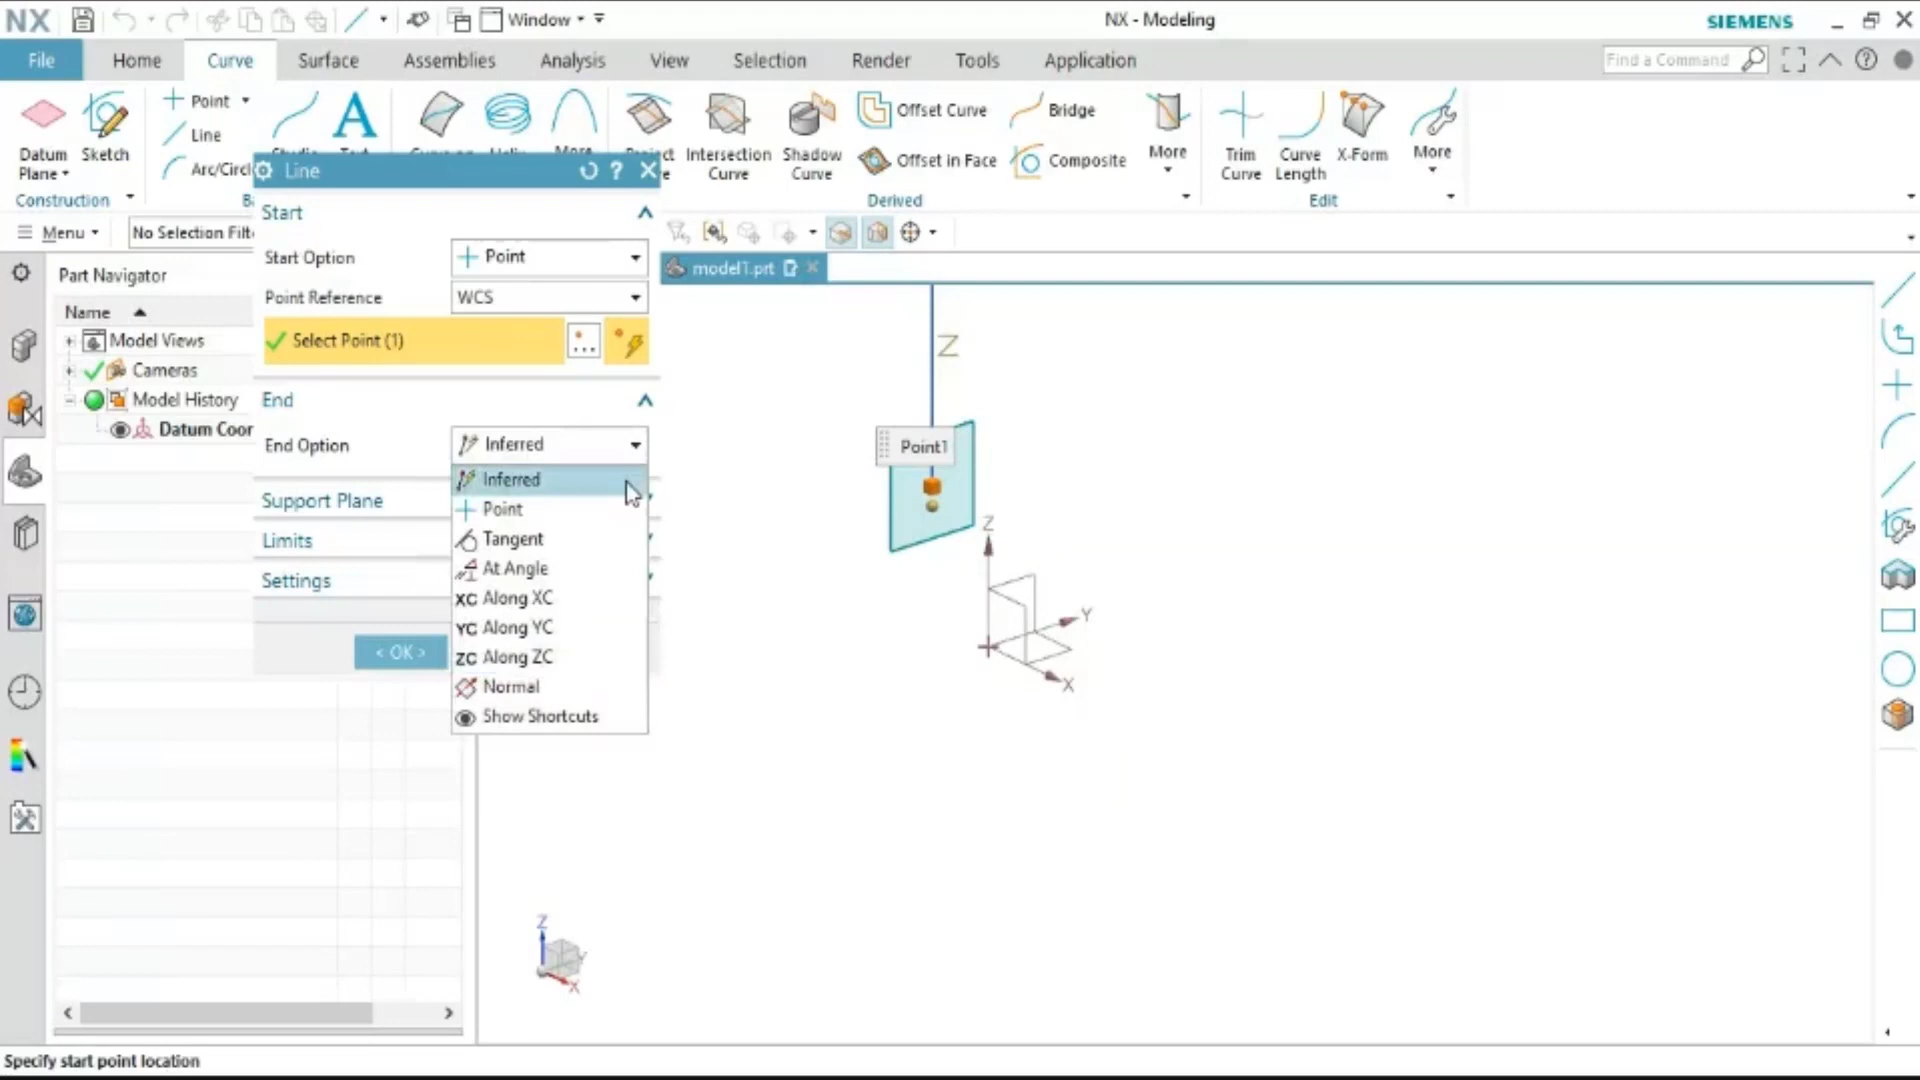 NX
Window
NX - Modeling
SIEMENS
File
Home
Curve
Surface
Assemblies
Analysis
View
Selection
Render
Tools
Application
Find a Command
Datum
Plane
Sketch
Point
Line
Arc/Circl
Offset Curve
Offset in Face
Bridge
Composite
Intersection
Curve
Shadow
Curve
More
Trim
Curve
Curve
Length
X-Form
More
Construction
Derived
Edit
Menu
No Selection Filt
Line
?
Start
Start Option
Point
Point Reference
WCS
Select Point (1)
End
End Option
Inferred
Inferred
Point
Tangent
At Angle
XC Along XC
YC Along YC
ZC Along ZC
Normal
Show Shortcuts
Support Plane
Limits
Settings
< OK >
Part Navigator
Name
Model Views
Cameras
Model History
Datum Coor
model1.prt
Z
Point1
Z
Y
X
Z
X
Specify start point location